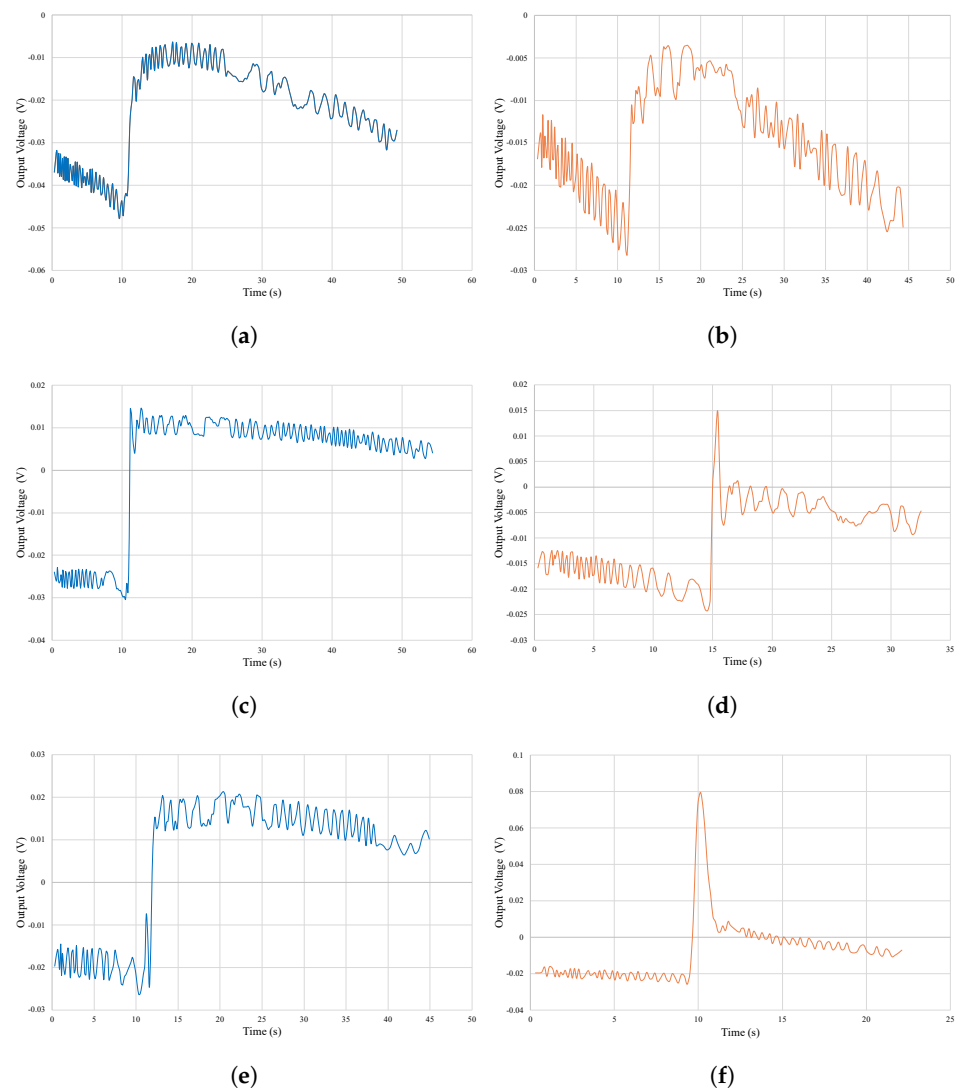 0
-0.01
-0.02
-0.03
-0.04
-0.05
-0.06
Output Voltage (V)
0 10 20 30 40 50 60
Time (s)
(a)
0
-0.005
-0.01
-0.015
-0.02
-0.025
-0.03
Output Voltage (V)
0 5 10 15 20 25 30 35 40 45 50
Time (s)
(b)
0.02
0.01
0
-0.01
-0.02
-0.03
-0.04
Output Voltage (V)
0 10 20 30 40 50 60
Time (s)
(c)
0.02
0.015
0.01
0.005
0
-0.005
-0.01
-0.015
-0.02
-0.025
-0.03
Output Voltage (V)
0 5 10 15 20 25 30 35
Time (s)
(d)
0.03
0.02
0.01
0
-0.01
-0.02
-0.03
Output Voltage (V)
0 5 10 15 20 25 30 35 40 45 50
Time (s)
(e)
0.1
0.08
0.06
0.04
0.02
0
-0.02
-0.04
Output Voltage (V)
0 5 10 15 20 25
Time (s)
(f)